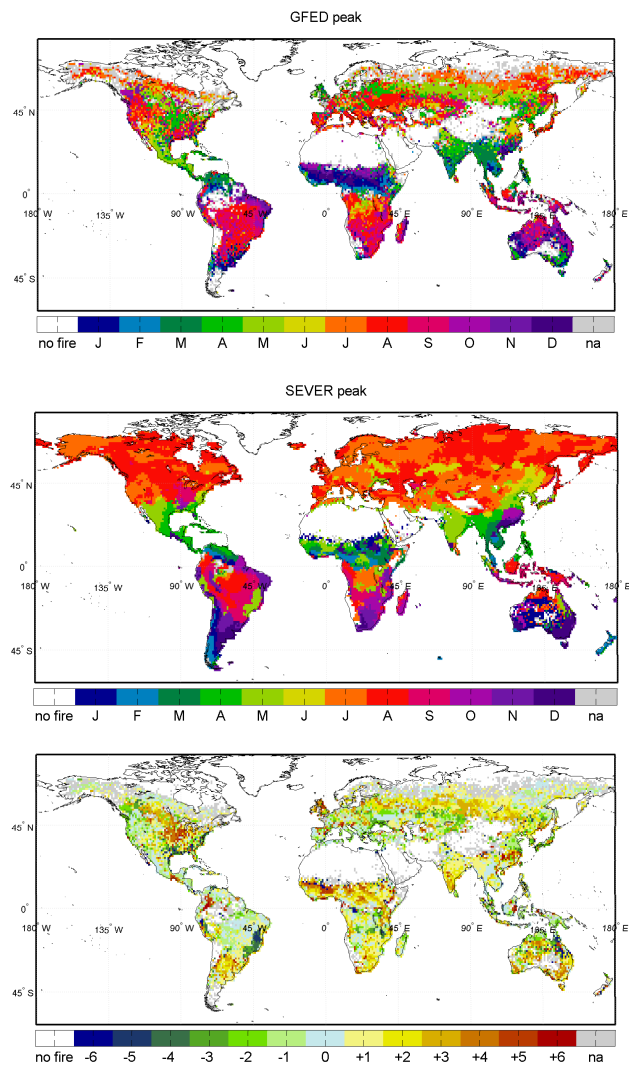 GFED peak
45° N
0°
180° W 135° W 90° W 45° W 0 45° E 90° E 135° E 180° E
45° S
no fire J F M A M J J A S O N D na
SEVER peak
45° N
0°
180° W 135° W 90° W 45° W 0 45° E 90° E 135° E 180° E
45° S
no fire J F M A M J J A S O N D na
45° N
0°
180° W 135° W 90° W 45° W 0 45° E 90° E 135° E 180° E
45° S
no fire -6 -5 -4 -3 -2 -1 0 +1 +2 +3 +4 +5 +6 na